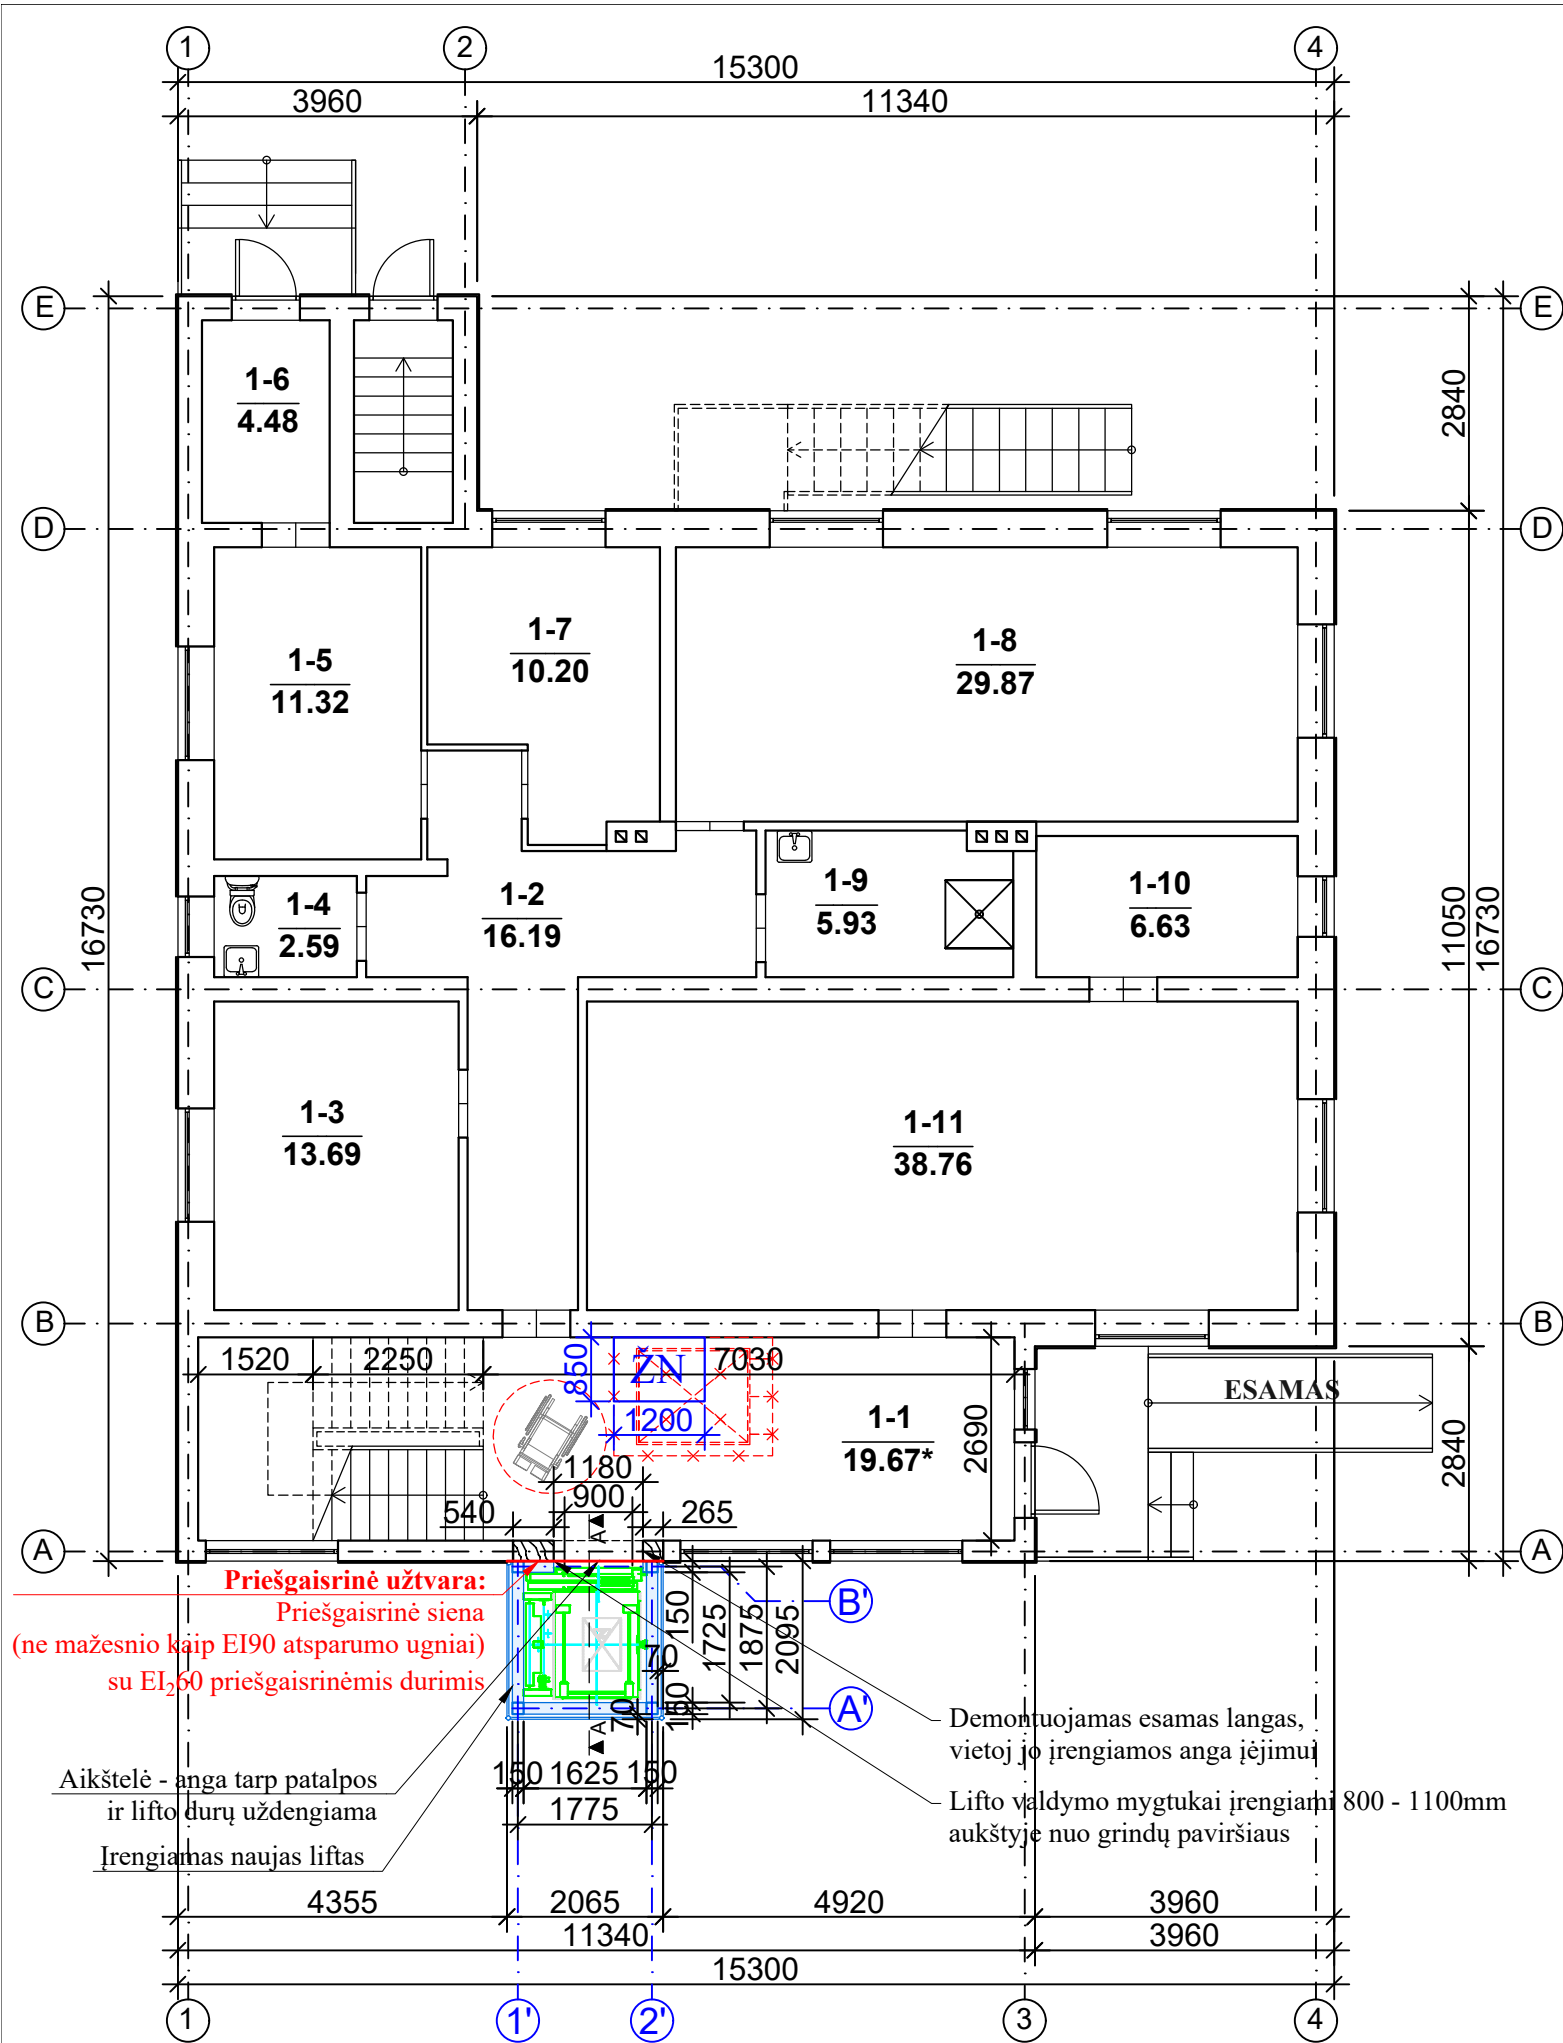 1
2
4
15300
3960
11340
E
E
2840
1-6
4.48
D
D
1-7
10.20
1-8
29.87
1-5
11.32
1-9
5.93
1-10
6.63
1-4
2.59
1-2
16.19
16730
11050
16730
C
C
1-3
13.69
1-11
38.76
B
B
1520
2250
850
ŽN
7030
ESAMAS
1200
1-1
19.67*
2690
2840
1180
900
540
265
A
A
A
Priešgaisrinė užtvara:
Priešgaisrinė siena
(ne mažesnio kaip EI90 atsparumo ugniai)
su EI₂60 priešgaisrinėmis durimis
150
1725
1875
2095
B'
70
A'
70
150
A
Demontuojamas esamas langas,
vietoj jo įrengiamos anga įėjimui
Aikštelė - anga tarp patalpos
ir lifto durų uždengiama
150
1625
150
Lifto valdymo mygtukai įrengiami 800 - 1100mm
aukštyje nuo grindų paviršiaus
1775
Įrengiamas naujas liftas
4355
2065
4920
3960
11340
3960
15300
1
1'
2'
3
4